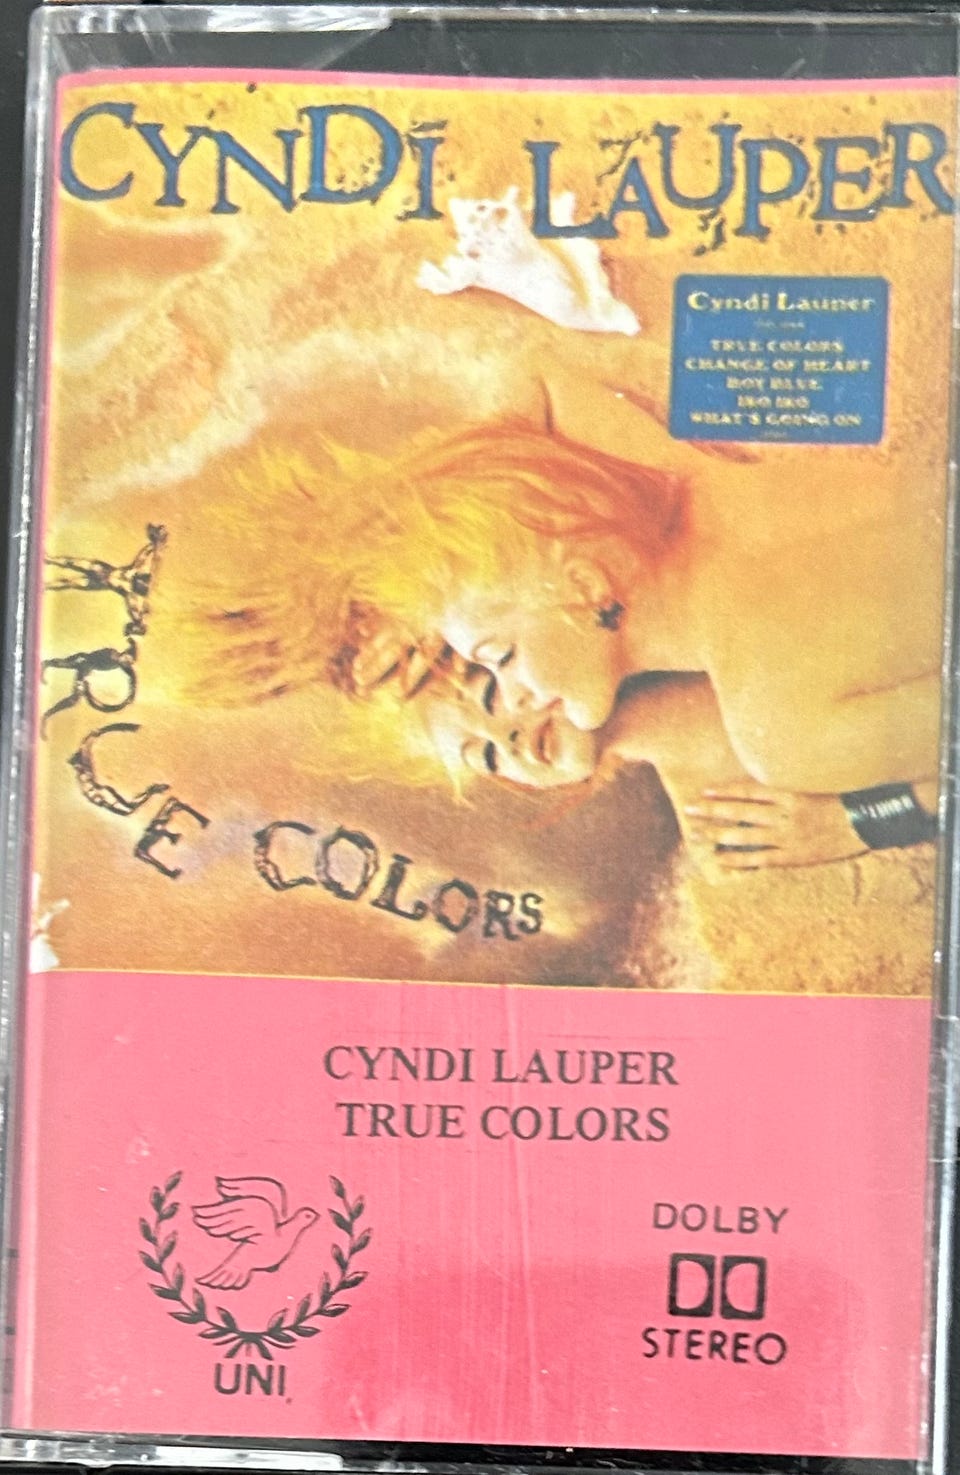 CYNDI LAUPER
Cyndi Lauper
TRUE COLORS
CHANGE OF HEART
BOY BLUE
IKO IKO
WHAT'S GOING ON
TRUE COLORS
CYNDI LAUPER
TRUE COLORS
UNI
DOLBY
STEREO